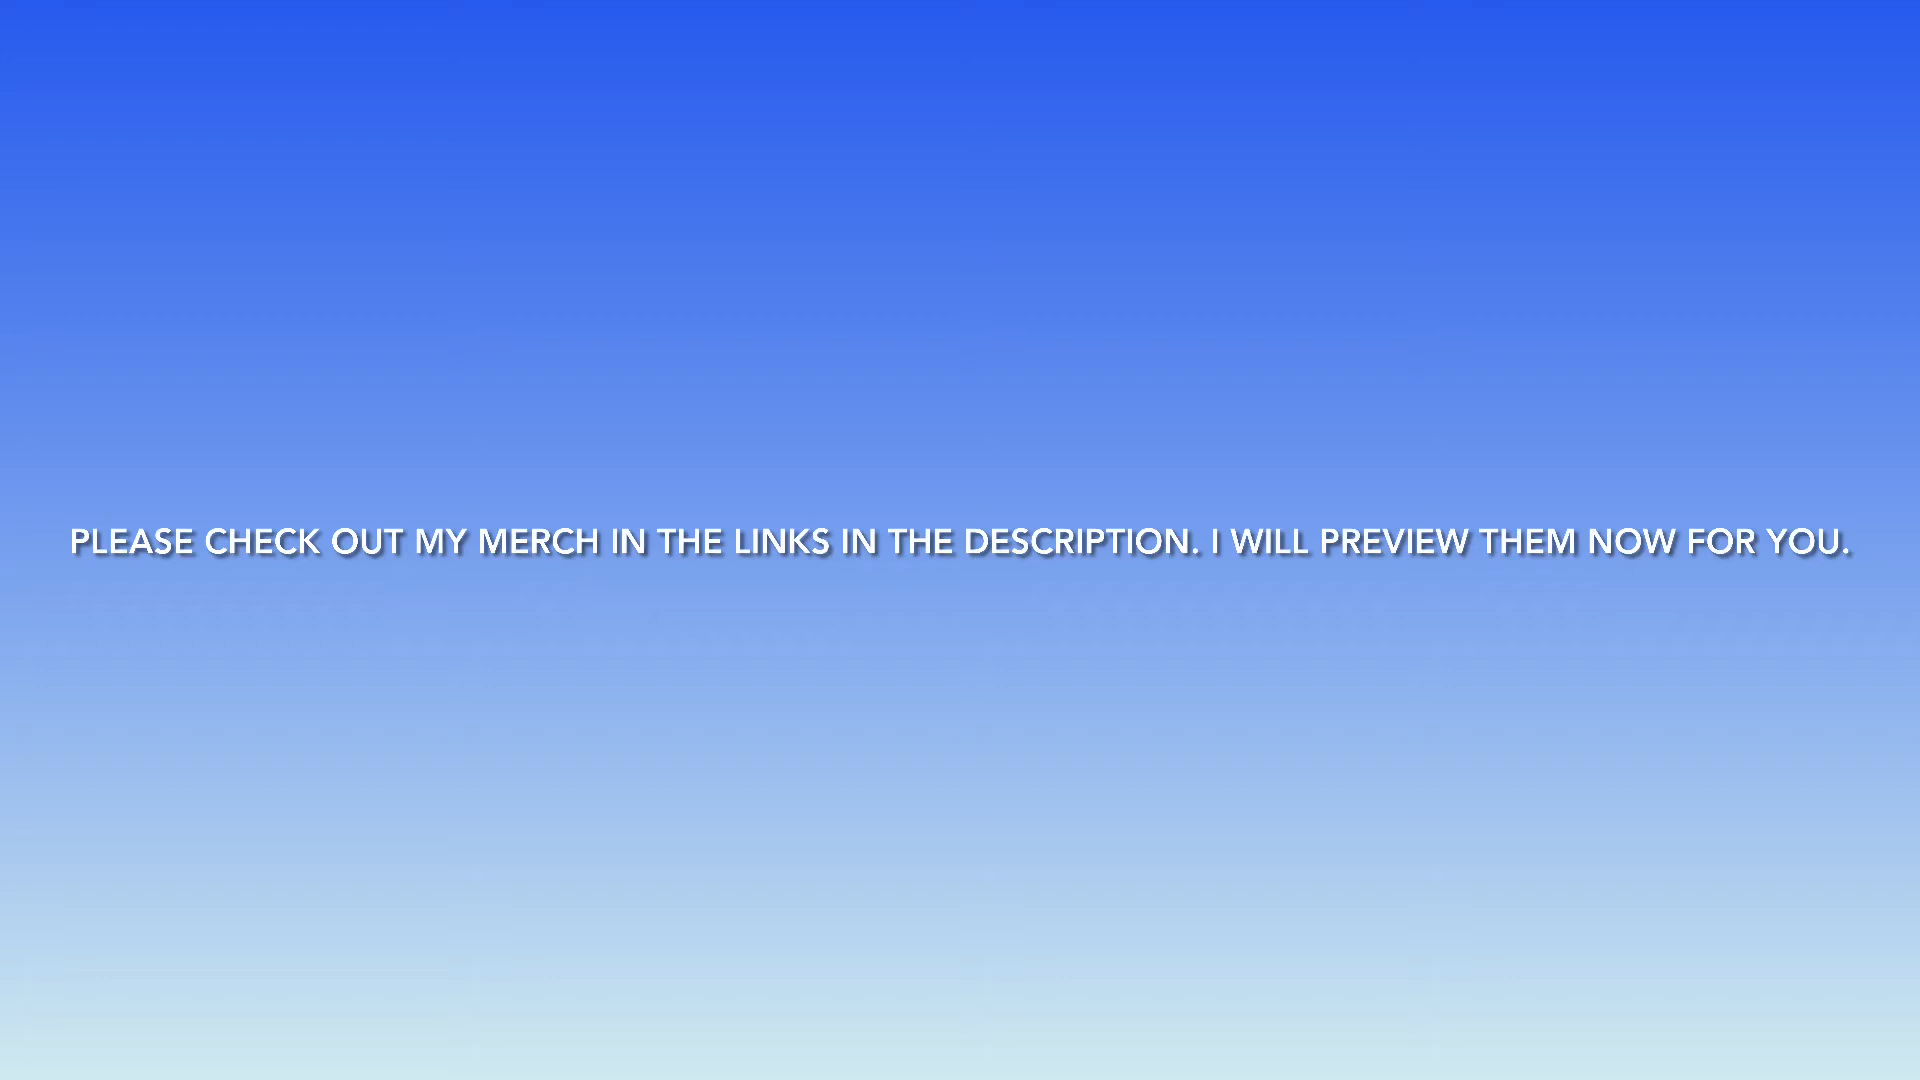 PLEASE CHECK OUT MY MERCH IN THE LINKS IN THE DESCRIPTION. I WILL PREVIEW THEM NOW FOR YOU.